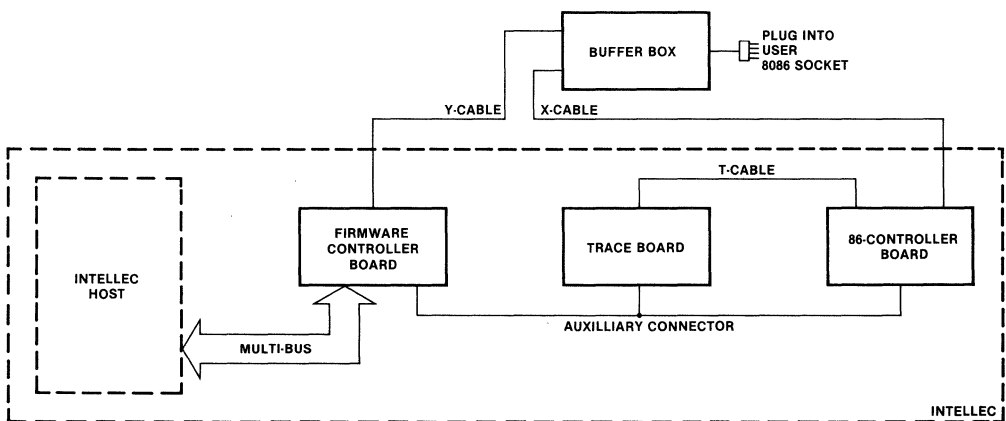 BUFFER BOX
PLUG INTO
USER
8086 SOCKET
Y-CABLE
X-CABLE
T-CABLE
INTELLEC
HOST
FIRMWARE
CONTROLLER
BOARD
TRACE BOARD
86-CONTROLLER
BOARD
AUXILLIARY CONNECTOR
MULTI-BUS
INTELLEC